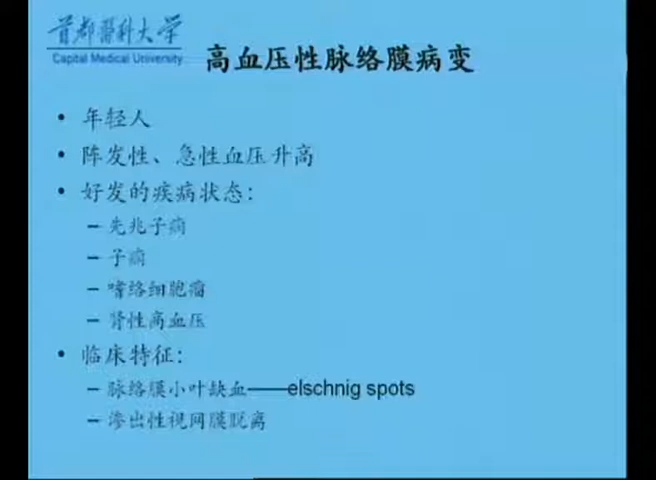 首都医科大学
Capital Medical University
高血压性脉络膜病变
• 年轻人
• 阵发性、急性血压升高
• 好发的疾病状态:
– 先兆子痫
– 子痫
– 嗜络细胞瘤
– 肾性高血压
• 临床特征:
– 脉络膜小叶缺血——elschnig spots
– 渗出性视网膜脱离